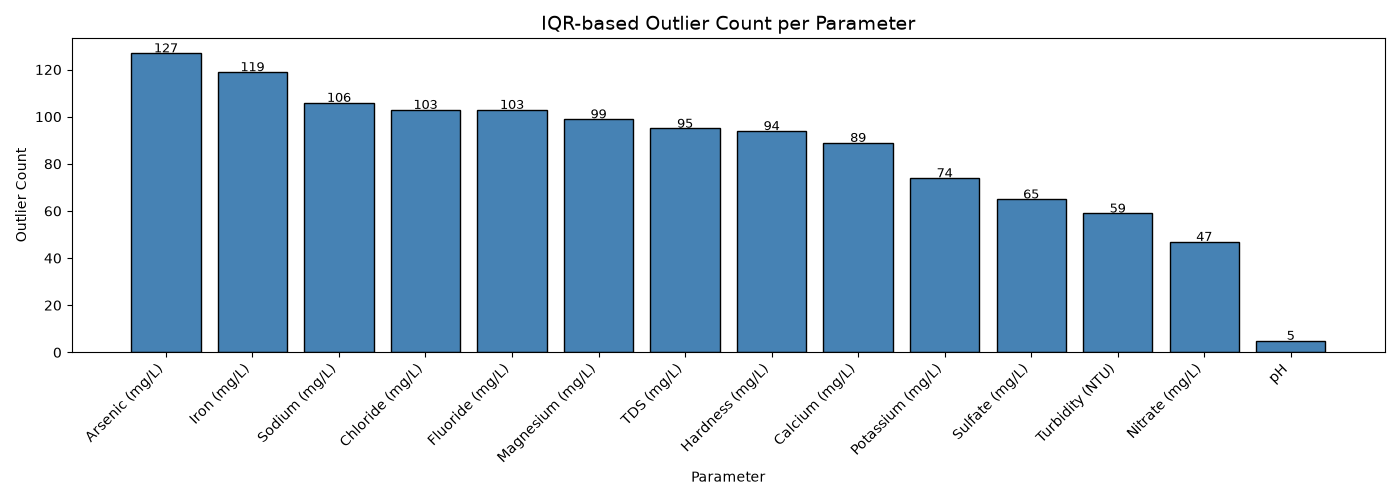 IQR-based Outlier Count per Parameter
Outlier Count
120
100
80
60
40
20
0
127
119
106
103
103
99
95
94
89
74
65
59
47
5
Arsenic (mg/L)
Iron (mg/L)
Sodium (mg/L)
Chloride (mg/L)
Fluoride (mg/L)
Magnesium (mg/L)
TDS (mg/L)
Hardness (mg/L)
Calcium (mg/L)
Potassium (mg/L)
Sulfate (mg/L)
Turbidity (NTU)
Nitrate (mg/L)
pH
Parameter